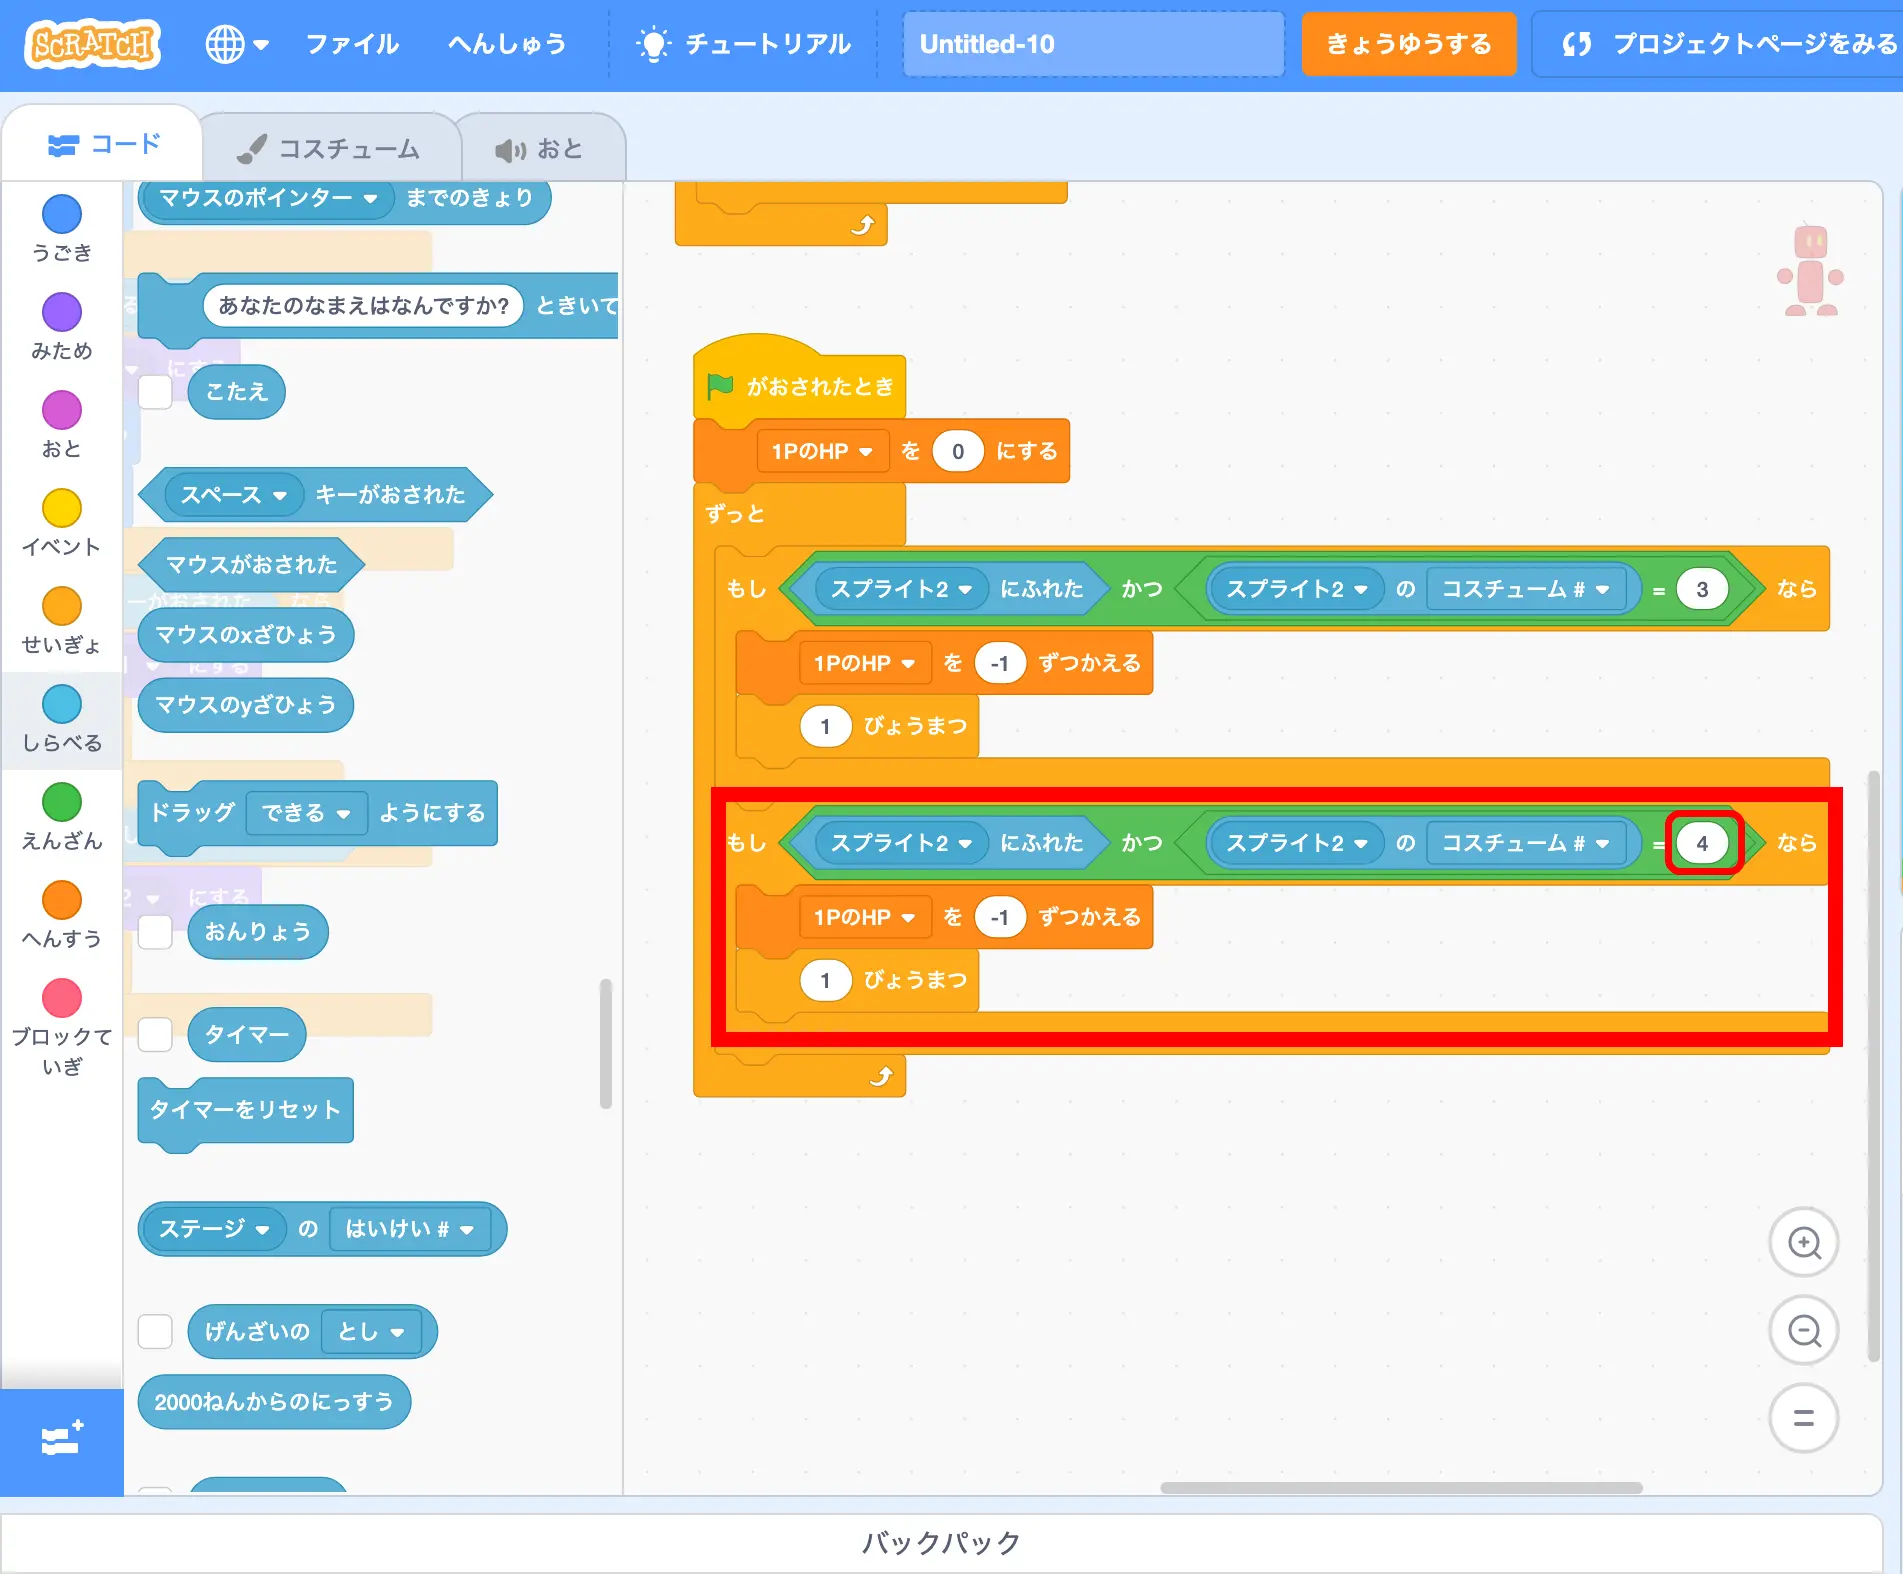 SCRATCH ファイル へんしゅう チュートリアル Untitled-10 きょうゆうする プロジェクトページをみる
コード コスチューム おと
うごき
みため
おと
イベント
せいぎょ
しらべる
えんざん
へんすう
ブロックて
いぎ
マウスのポインター までのきょり
あなたのなまえはなんですか? ときいて
こたえ
スペース キーがおされた
マウスがおされた
マウスのxざひょう
マウスのyざひょう
ドラッグ できる ようにする
おんりょう
タイマー
タイマーをリセット
ステージ の はいけい #
げんざいの とし
2000ねんからのにっすう
がおされたとき
1PのHP を 0 にする
ずっと
もし スプライト2 にふれた かつ スプライト2 の コスチューム # = 3 なら
1PのHP を -1 ずつかえる
1 びょうまつ
もし スプライト2 にふれた かつ スプライト2 の コスチューム # = 4 なら
1PのHP を -1 ずつかえる
1 びょうまつ
バックパック